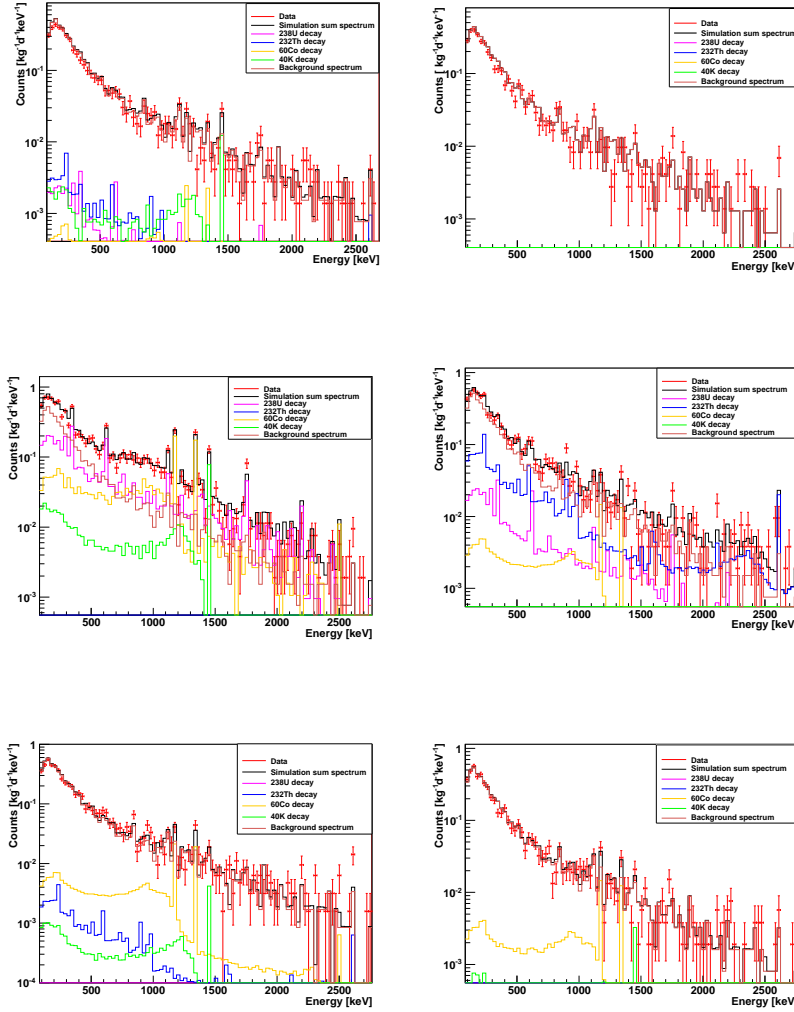 Counts [kg⁻¹d⁻¹keV⁻¹]
Data
Simulation sum spectrum
238U decay
232Th decay
60Co decay
40K decay
Background spectrum
10⁻¹
10⁻²
10⁻³
500 1000 1500 2000 2500
Energy [keV]
Counts [ kg⁻¹d⁻¹keV⁻¹]
Data
Simulation sum spectrum
238U decay
232Th decay
60Co decay
40K decay
Background spectrum
10⁻¹
10⁻²
10⁻³
500 1000 1500 2000 2500
Energy [keV]
Counts [kg⁻¹d⁻¹keV⁻¹]
Data
Simulation sum spectrum
238U decay
232Th decay
60Co decay
40K decay
Background spectrum
1
10⁻¹
10⁻²
10⁻³
500 1000 1500 2000 2500
Energy [keV]
Counts [kg⁻¹d⁻¹keV⁻¹]
Data
Simulation sum spectrum
238U decay
232Th decay
60Co decay
40K decay
Background spectrum
1
10⁻¹
10⁻²
10⁻³
500 1000 1500 2000 2500
Energy [keV]
Counts [kg⁻¹d⁻¹keV⁻¹]
Data
Simulation sum spectrum
238U decay
232Th decay
60Co decay
40K decay
Background spectrum
1
10⁻¹
10⁻²
10⁻³
10⁻⁴
500 1000 1500 2000 2500
Energy [keV]
Counts [kg⁻¹d⁻¹keV⁻¹]
Data
Simulation sum spectrum
238U decay
232Th decay
60Co decay
40K decay
Background spectrum
1
10⁻¹
10⁻²
10⁻³
500 1000 1500 2000 2500
Energy [keV]